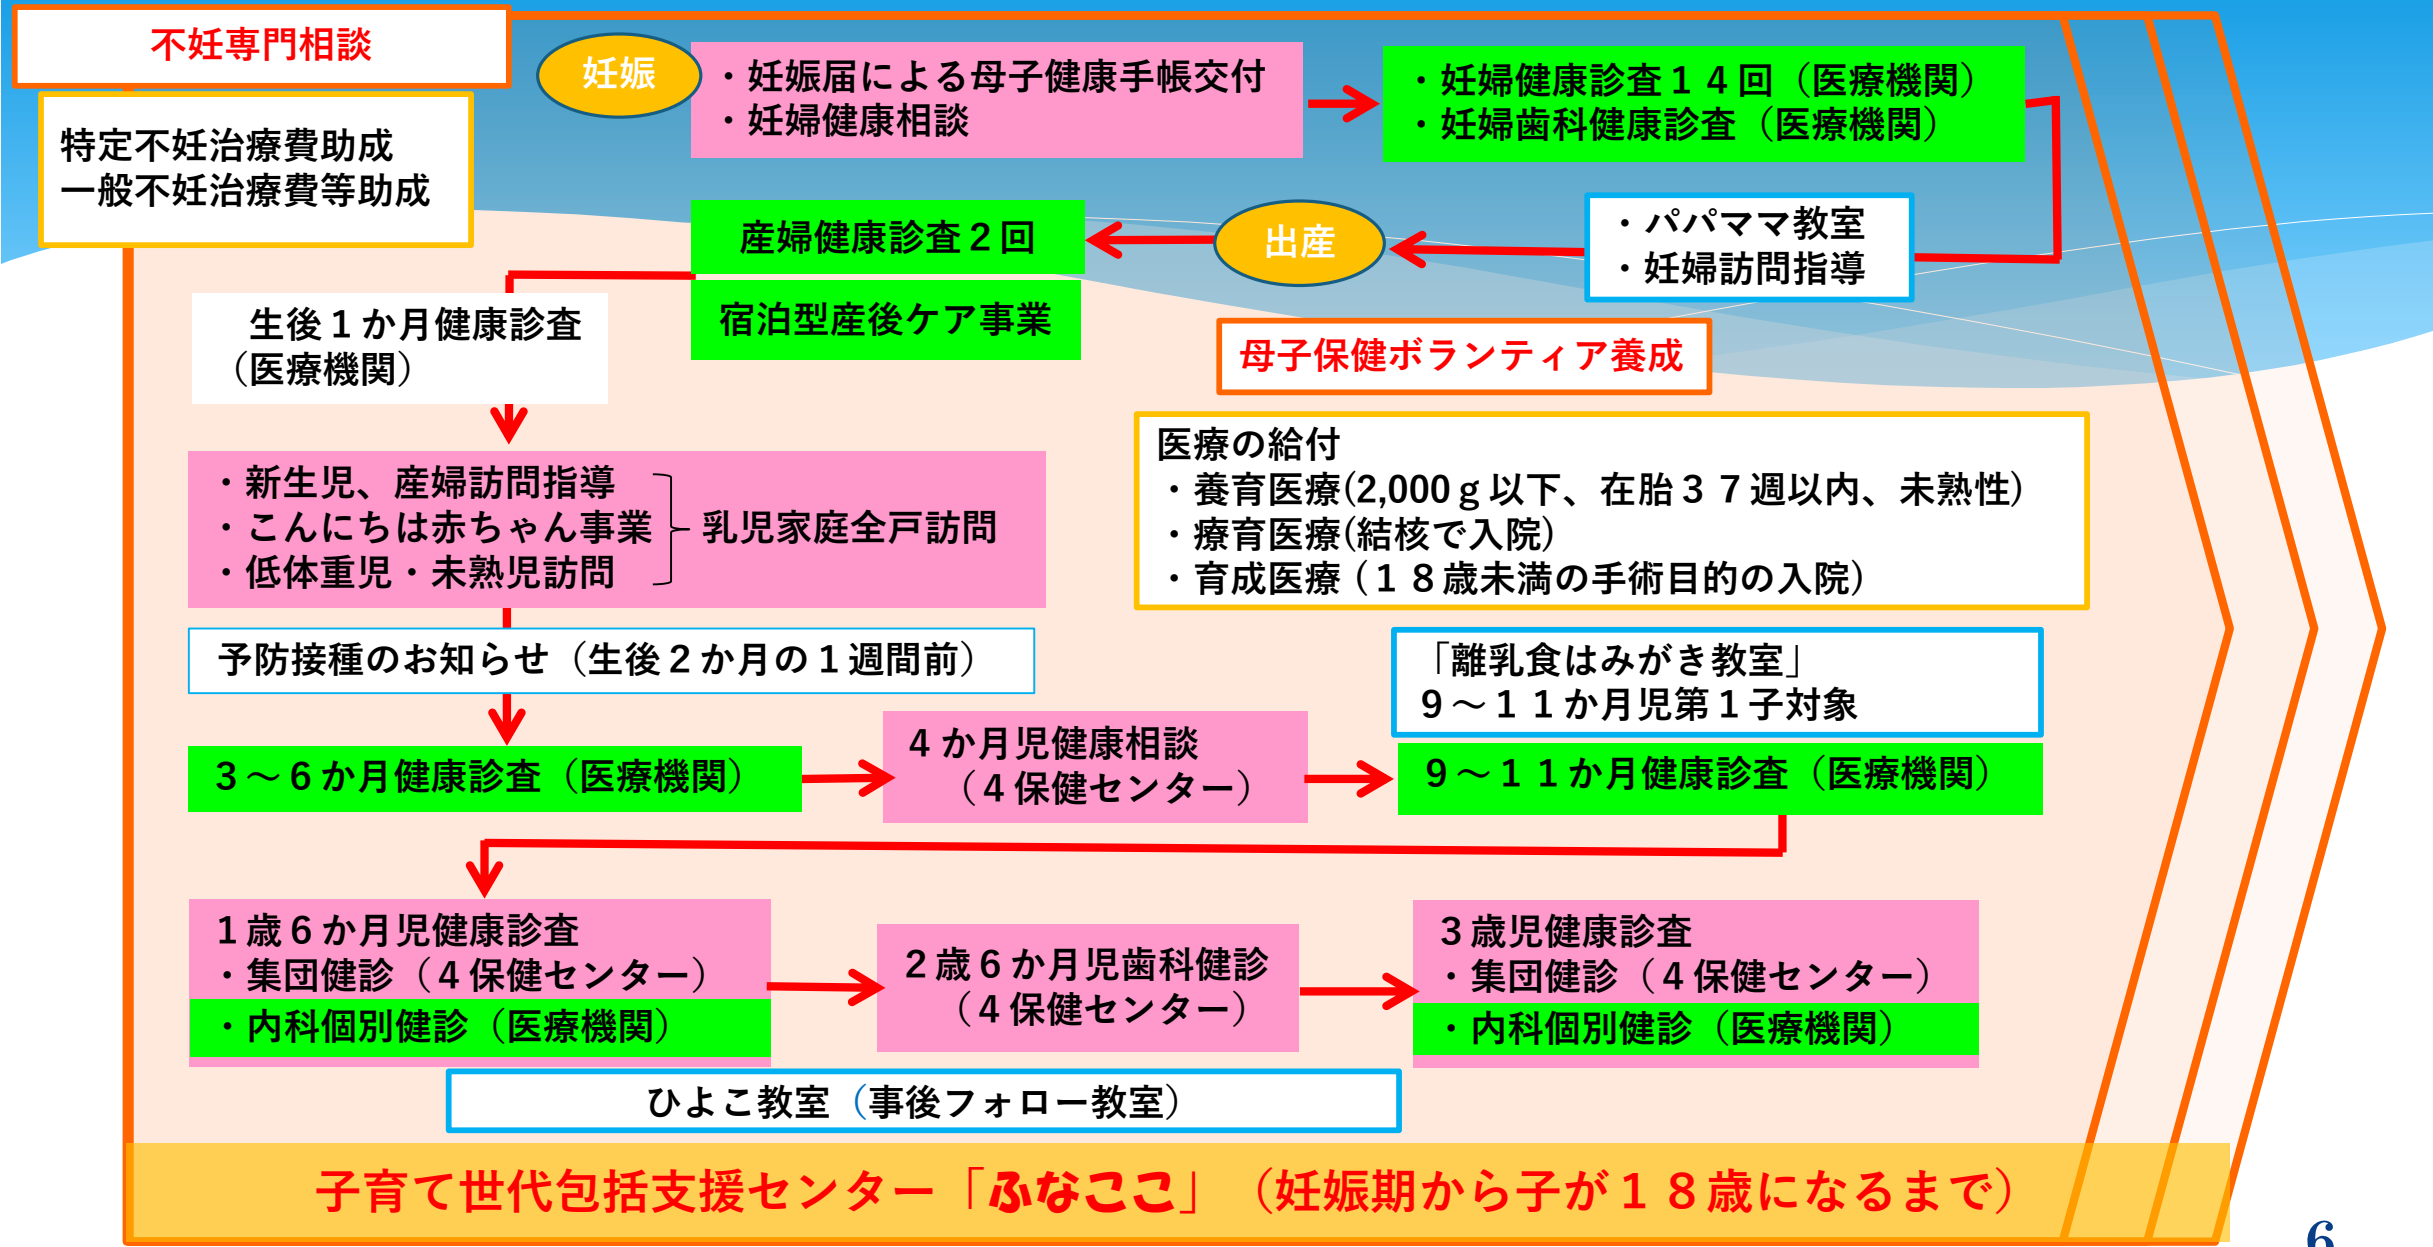 不妊専門相談
特定不妊治療費助成
一般不妊治療費等助成
妊娠
・妊娠届による母子健康手帳交付
・妊婦健康相談
・妊婦健康診査１４回（医療機関）
・妊婦歯科健康診査（医療機関）
・パパママ教室
・妊婦訪問指導
出産
産婦健康診査２回
宿泊型産後ケア事業
生後１か月健康診査
（医療機関）
母子保健ボランティア養成
医療の給付
・養育医療(2,000ｇ以下、在胎３７週以内、未熟性)
・療育医療(結核で入院)
・育成医療（１８歳未満の手術目的の入院）
・新生児、産婦訪問指導
・こんにちは赤ちゃん事業
・低体重児・未熟児訪問
乳児家庭全戸訪問
予防接種のお知らせ（生後２か月の１週間前）
「離乳食はみがき教室」
９～１１か月児第１子対象
３～６か月健康診査（医療機関）
４か月児健康相談
（４保健センター）
９～１１か月健康診査（医療機関）
１歳６か月児健康診査
・集団健診（４保健センター）
・内科個別健診（医療機関）
２歳６か月児歯科健診
（４保健センター）
３歳児健康診査
・集団健診（４保健センター）
・内科個別健診（医療機関）
ひよこ教室（事後フォロー教室）
子育て世代包括支援センター「ふなここ」（妊娠期から子が１８歳になるまで）
6